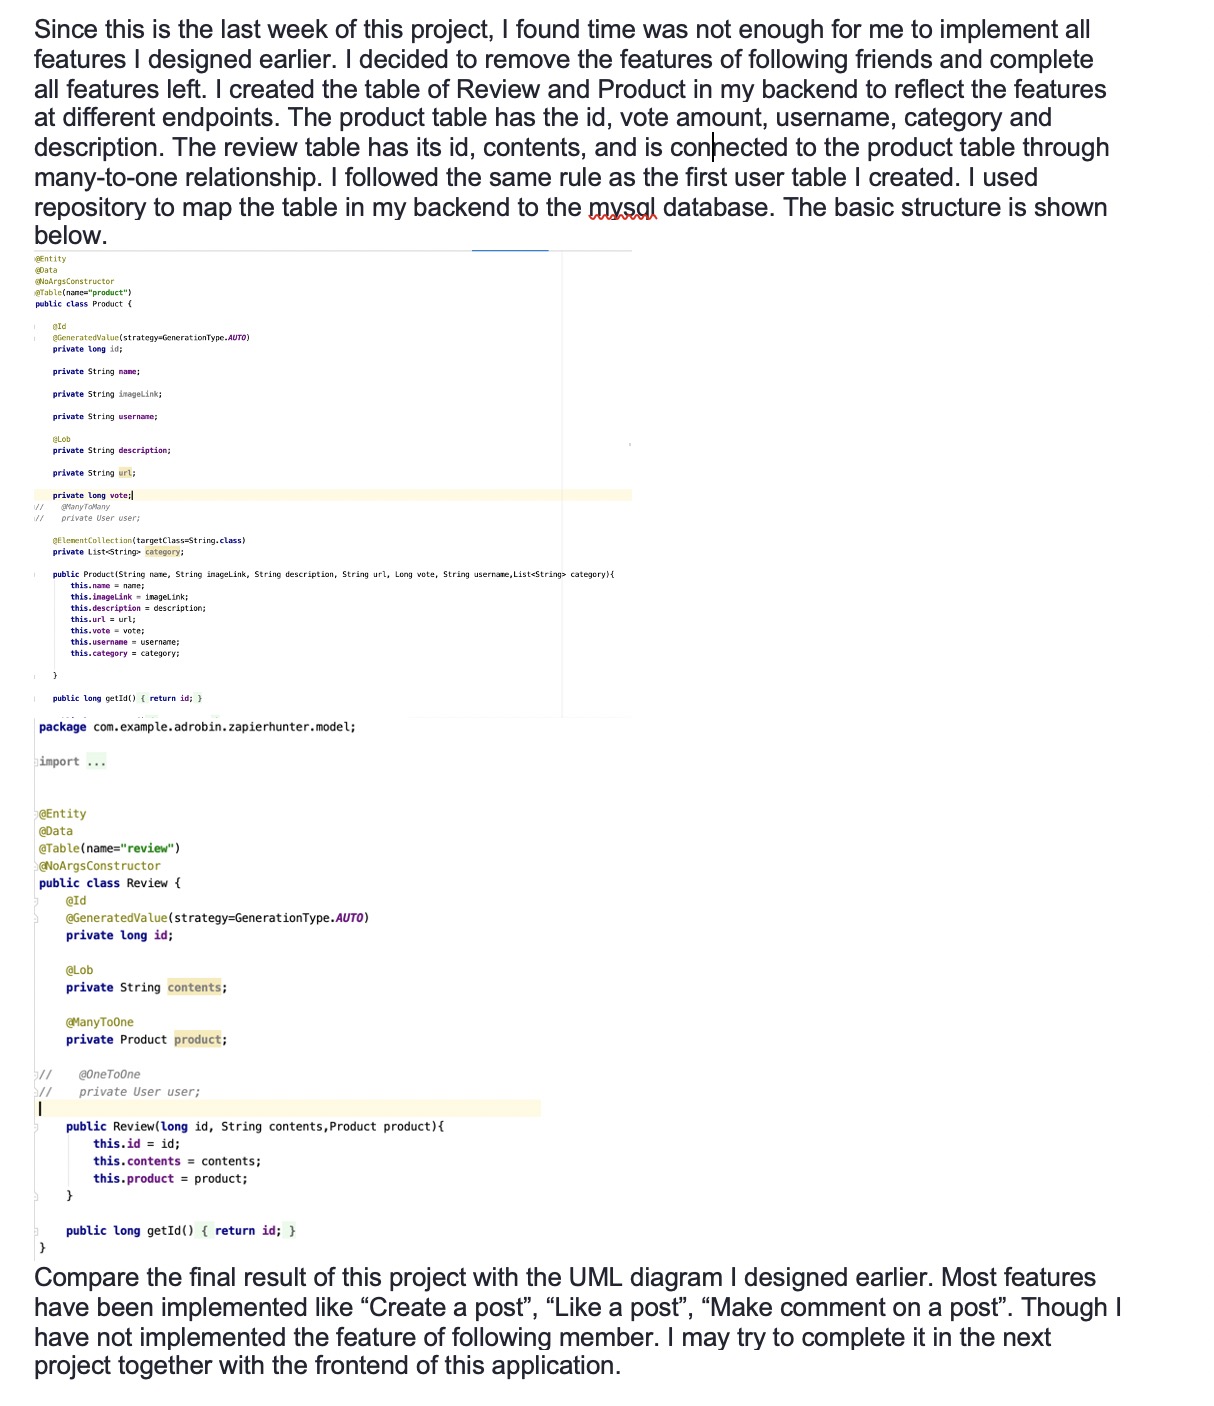 Since this is the last week of this project, I found time was not enough for me to implement all
features I designed earlier. I decided to remove the features of following friends and complete
all features left. I created the table of Review and Product in my backend to reflect the features
at different endpoints. The product table has the id, vote amount, username, category and
description. The review table has its id, contents, and is connected to the product table through
many-to-one relationship. I followed the same rule as the first user table I created. I used
repository to map the table in my backend to the mysql database. The basic structure is shown
below.
@Entity
@Data
@NoArgsConstructor
@Table(name="product")
public class Product {
@Id
@GeneratedValue(strategy=GenerationType.AUTO)
private long id;
private String name;
private String imageLink;
private String username;
@Lob
private String description;
private String url;
private long vote;
// @ManyToMany
// private User user;
@ElementCollection(targetClass=String.class)
private List<String> category;
public Product(String name, String imageLink, String description, String url, Long vote, String username,List<String> category){
this.name = name;
this.imageLink = imageLink;
this.description = description;
this.url = url;
this.vote = vote;
this.username = username;
this.category = category;
}
public long getId() { return id; }
package com.example.adrobin.zapierhunter.model;
import ...
@Entity
@Data
@Table(name="review")
@NoArgsConstructor
public class Review {
@Id
@GeneratedValue(strategy=GenerationType.AUTO)
private long id;
@Lob
private String contents;
@ManyToOne
private Product product;
// @OneToOne
// private User user;
public Review(long id, String contents,Product product){
this.id = id;
this.contents = contents;
this.product = product;
}
public long getId() { return id; }
}
Compare the final result of this project with the UML diagram I designed earlier. Most features
have been implemented like “Create a post”, “Like a post”, “Make comment on a post”. Though I
have not implemented the feature of following member. I may try to complete it in the next
project together with the frontend of this application.